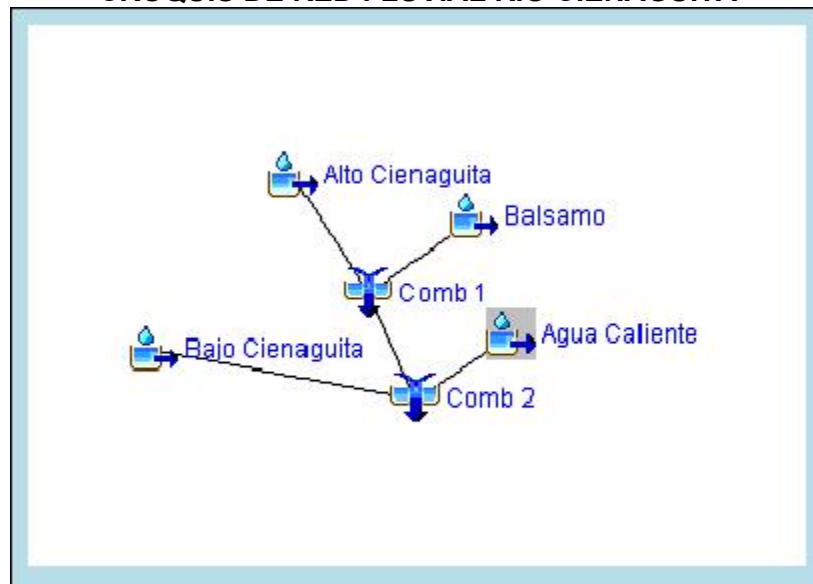 Alto Cienaguita
Balsamo
Comb 1
Agua Caliente
Bajo Cienaguita
Comb 2